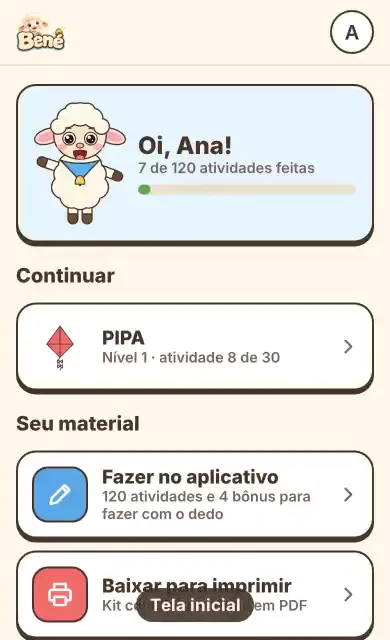 Bené
A
Oi, Ana!
7 de 120 atividades feitas
Continuar
PIPA
Nível 1 · atividade 8 de 30
Seu material
Fazer no aplicativo
120 atividades e 4 bônus para
fazer com o dedo
Baixar para imprimir
Kit em PDF
Tela inicial